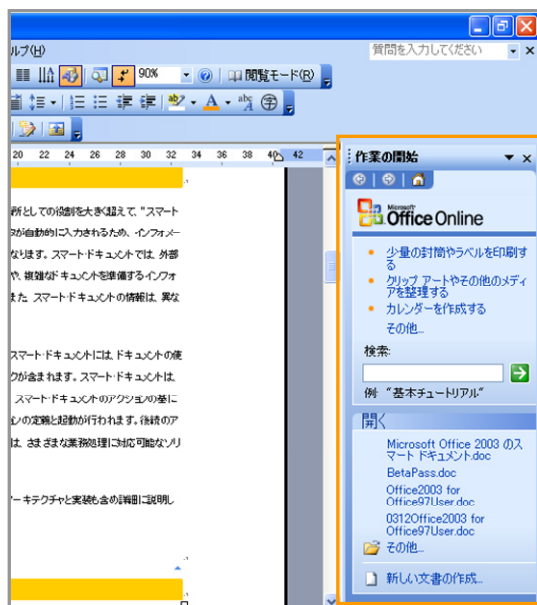 ルプ(H)
質問を入力してください
90%
閲覧モード(R)
20 22 24 26 28 30 32 34 36 38 40 42
所としての役割を大きく超えて、"スマート
が自動的に入力されるため、インフォメー
なります。スマート・ドキュメントでは、外部
や、複雑なドキュメントを準備するインフォ
また、スマート・ドキュメントの情報は、異な
スマート・ドキュメントには、ドキュメントの使
クが含まれます。スマート・ドキュメントは、
スマート・ドキュメントのアクションの基に
ョンの定義と起動が行われます。後続のア
は、さまざまな業務処理に対応可能なソリ
アーキテクチャと実装も含め詳細に説明し
作業の開始
Microsoft
Office Online
少量の封筒やラベルを印刷す
る
クリップ アートやその他のメディ
アを整理する
カレンダーを作成する
その他...
検索:
例: "基本チュートリアル"
開く
Microsoft Office 2003 のス
マート ドキュメント.doc
BetaPass.doc
Office2003 for
Office97User.doc
0312Office2003 for
Office97User.doc
その他...
新しい文書の作成...